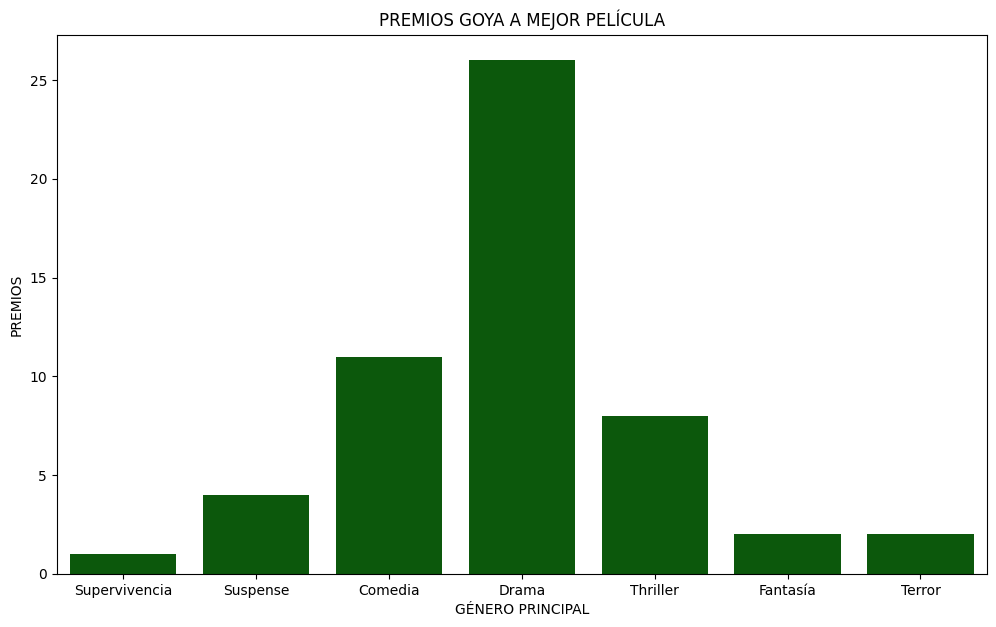 PREMIOS GOYA A MEJOR PELÍCULA
PREMIOS
25
20
15
10
5
0
Supervivencia Suspense Comedia Drama Thriller Fantasía Terror
GÉNERO PRINCIPAL